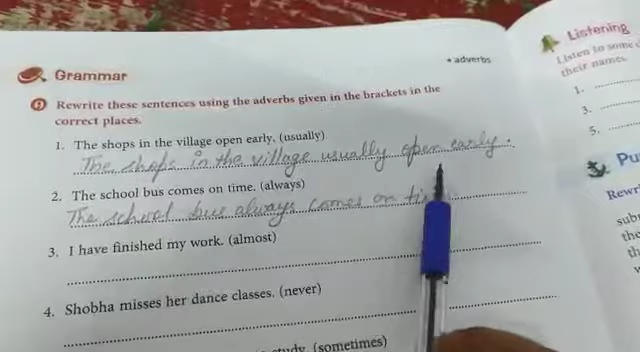 Grammar
• adverbs
Rewrite these sentences using the adverbs given in the brackets in the
correct places.
1. The shops in the village open early. (usually)
The shops in the village usually open early.
2. The school bus comes on time. (always)
The school bus always comes on
3. I have finished my work. (almost)
4. Shobha misses her dance classes. (never)
study. (sometimes)
Listening
Listen to some
their names.
1.
3.
5.